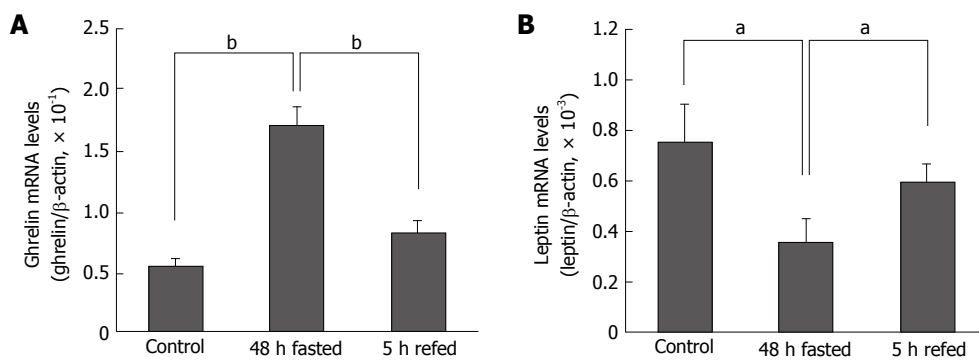 A
Ghrelin mRNA levels
(ghrelin/β-actin, × 10⁻¹)
2.5
2.0
1.5
1.0
0.5
0
b
b
Control
48 h fasted
5 h refed
B
Leptin mRNA levels
(leptin/β-actin, × 10⁻³)
1.2
1.0
0.8
0.6
0.4
0.2
0
a
a
Control
48 h fasted
5 h refed